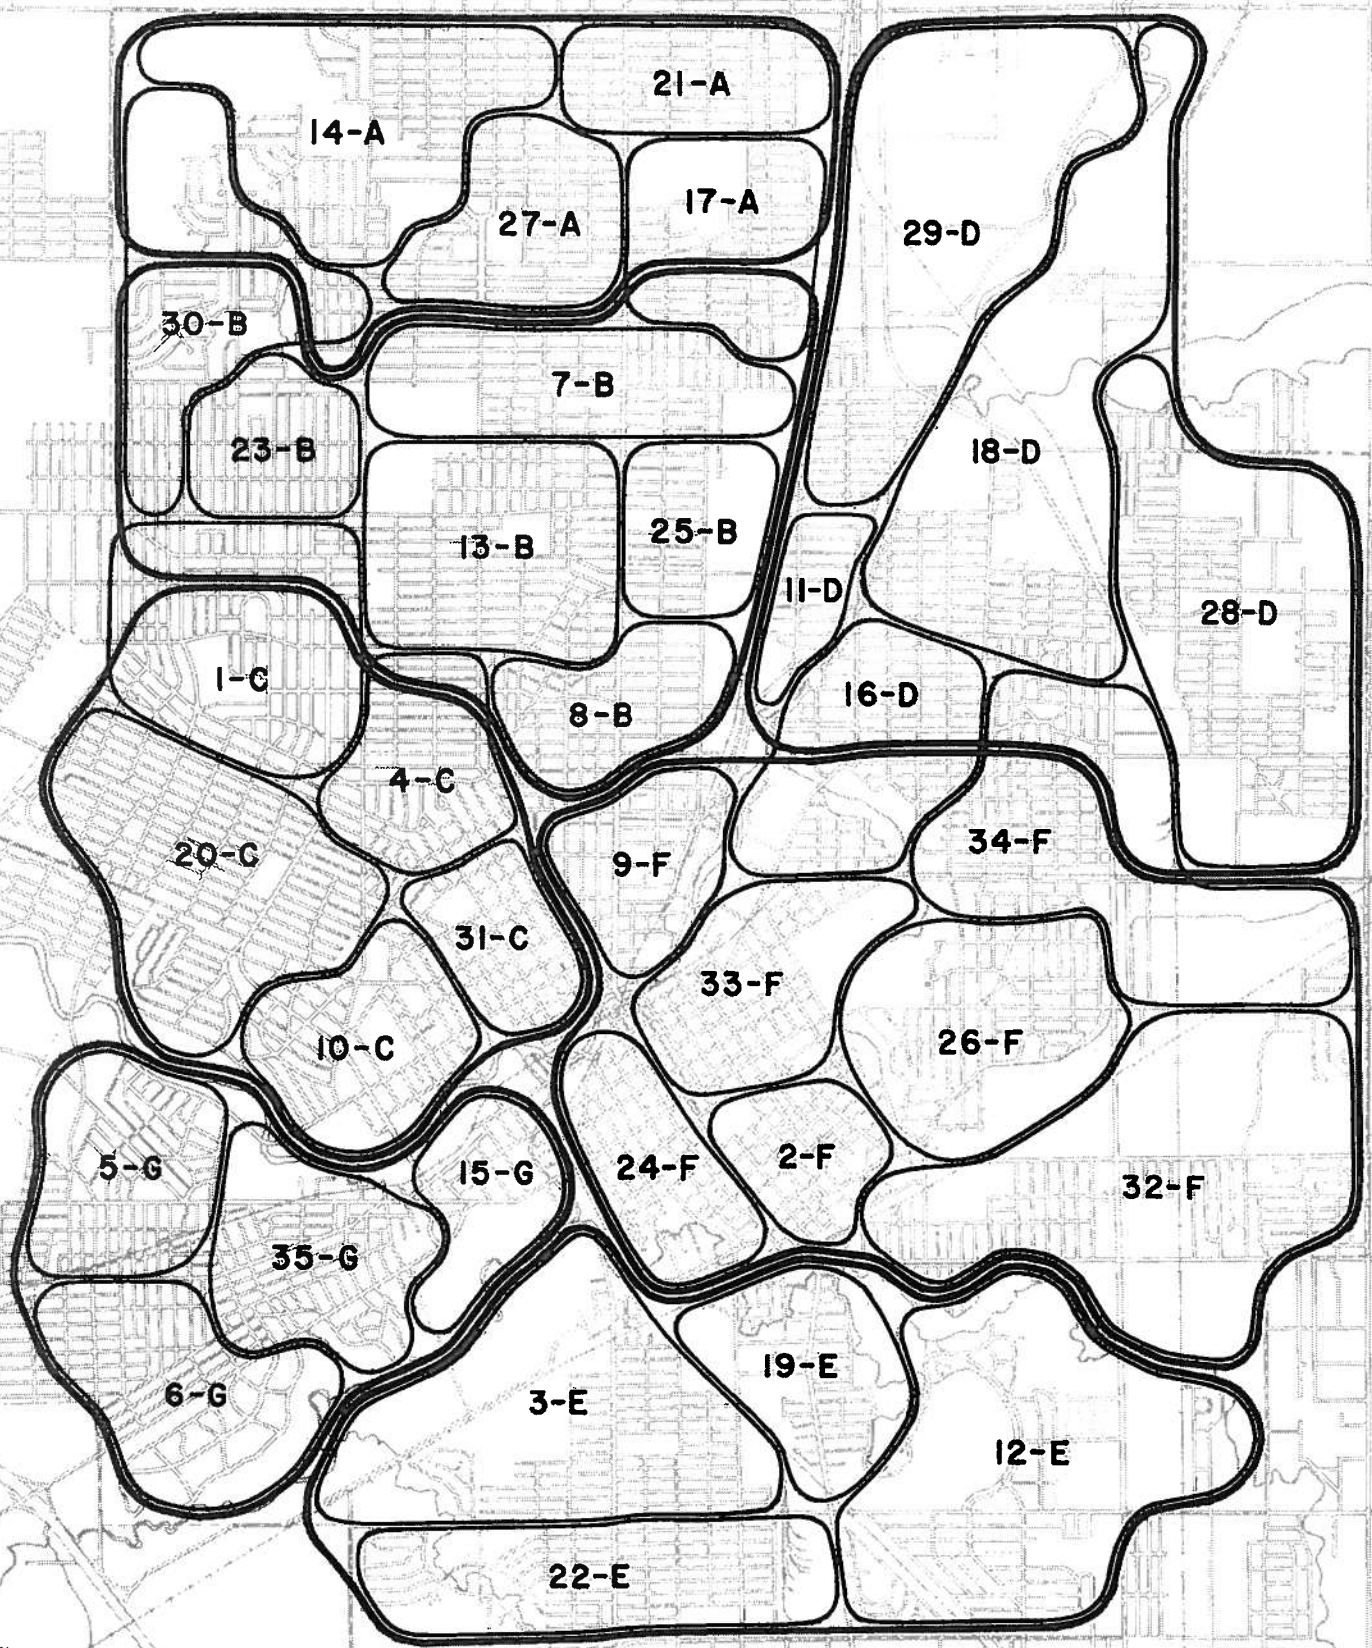 21-A
14-A
17-A
27-A
29-D
30-B
7-B
23-B
18-D
25-B
13-B
11-D
28-D
1-C
16-D
8-B
4-C
34-F
20-C
9-F
31-C
33-F
10-C
26-F
5-G
15-G
24-F
2-F
32-F
35-G
19-E
6-G
3-E
12-E
22-E